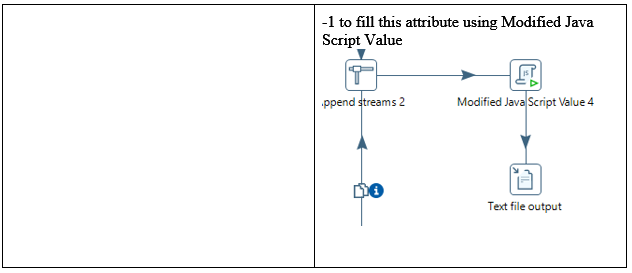 -1 to fill this attribute using Modified Java
Script Value
ppend streams 2
Modified Java Script Value 4
Text file output